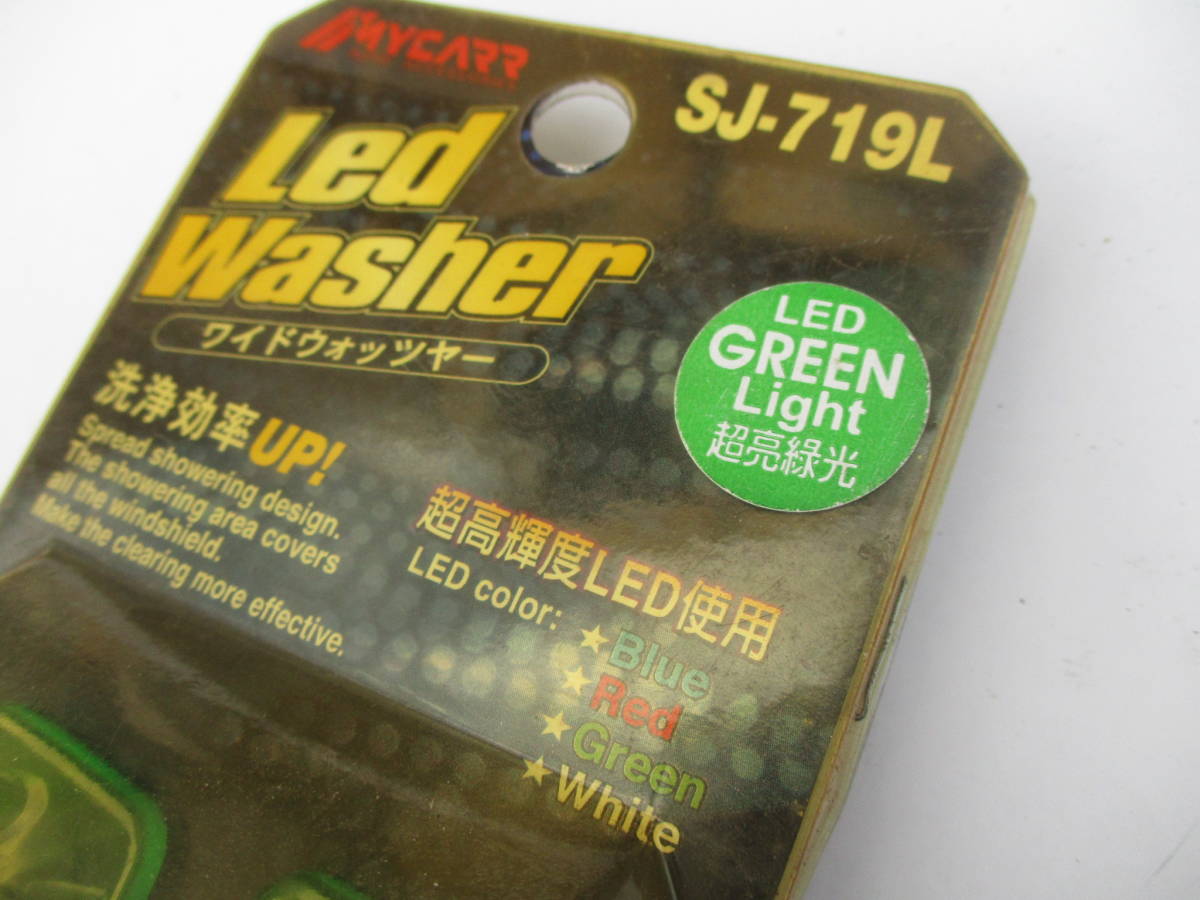 MYCARR
SJ-719L
Led
Washer
ワイドウォッツヤー
LED
GREEN
Light
超亮綠光
洗浄効率UP!
Spread showering design.
The showering area covers
all the windshield.
Make the clearing more effective.
超高輝度LED使用
LED color:
★Blue
★Red
★Green
★White